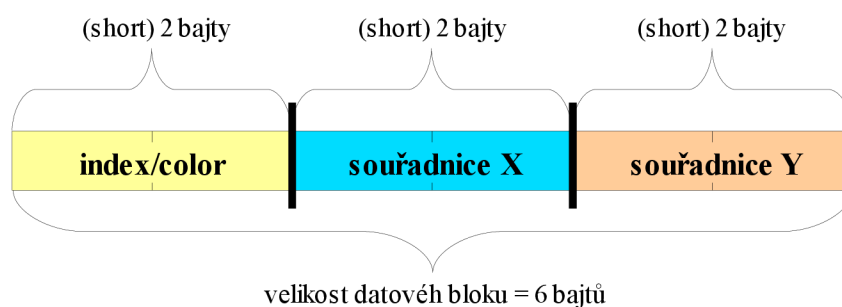 (short) 2 bajty (short) 2 bajty (short) 2 bajty
index/color souřadnice X souřadnice Y
velikost datovéh bloku = 6 bajtů